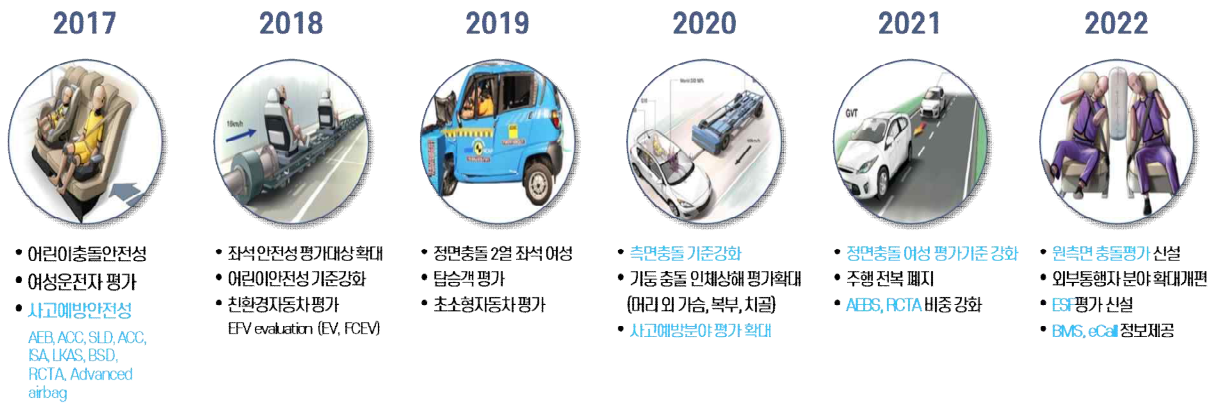 2017
어린이충돌안전성
여성운전자 평가
사고예방안전성
AEB, ACC, SLD, ACC,
ISA, LKAS, BSD,
RCTA, Advanced
airbag
2018
10km/h
좌석 안전성 평가대상 확대
어린이안전성 기준강화
친환경자동차 평가
EFV evaluation (EV, FCEV)
2019
정면충돌 2열 좌석 여성
탑승객 평가
초소형자동차 평가
2020
측면충돌 기준강화
기둥 충돌 인체상해 평가확대
(머리 외 가슴, 복부, 치골)
사고예방분야 평가 확대
2021
GVT
정면충돌 여성 평가기준 강화
주행 전복 폐지
AEBS, RCTA 비중 강화
2022
원측면 충돌평가 신설
외부통행자 분야 확대개편
ESF평가 신설
BMS, eCall 정보제공